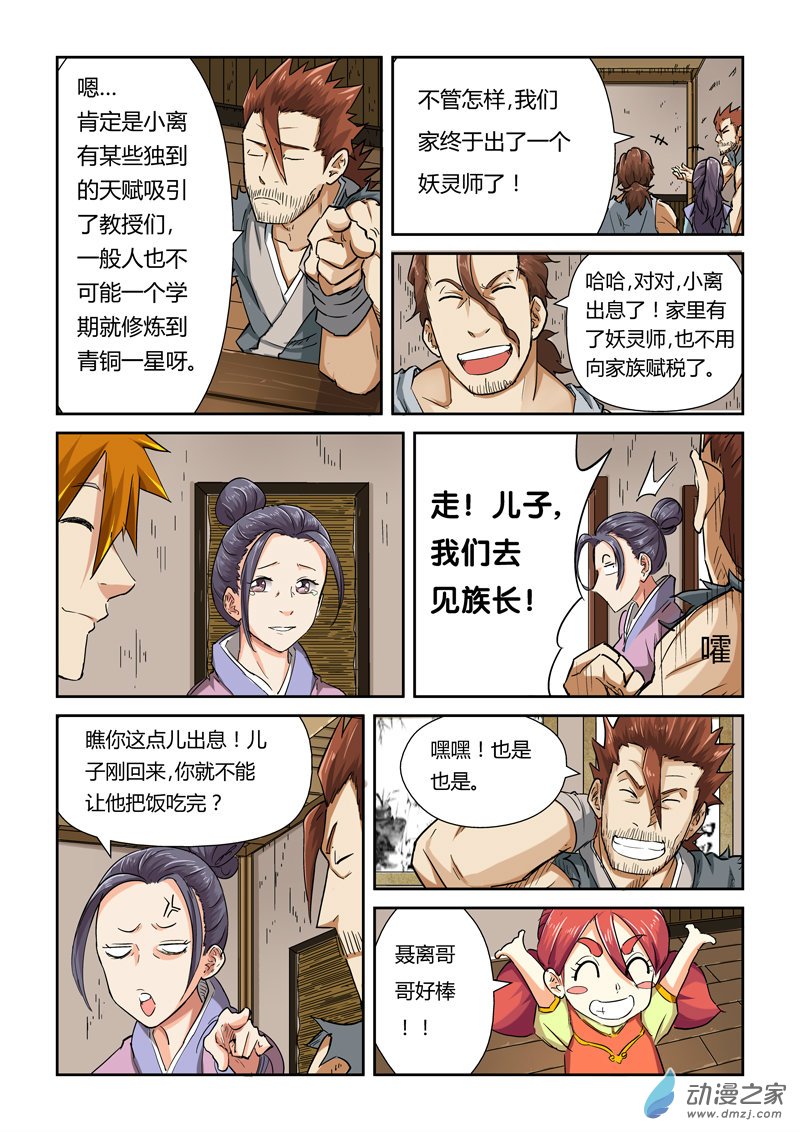 嗯…
肯定是小离
有某些独到
的天赋吸引
了教授们,
一般人也不
可能一个学
期就修炼到
青铜一星呀。
不管怎样,我们
家终于出了一个
妖灵师了！
哈哈,对对,小离
出息了！家里有
了妖灵师,也不用
向家族赋税了。
走！儿子,
我们去
见族长！
嚯
瞧你这点儿出息！儿
子刚回来,你就不能
让他把饭吃完？
嘿嘿！也是
也是。
聂离哥
哥好棒
！！
动漫之家
www.dmzj.com